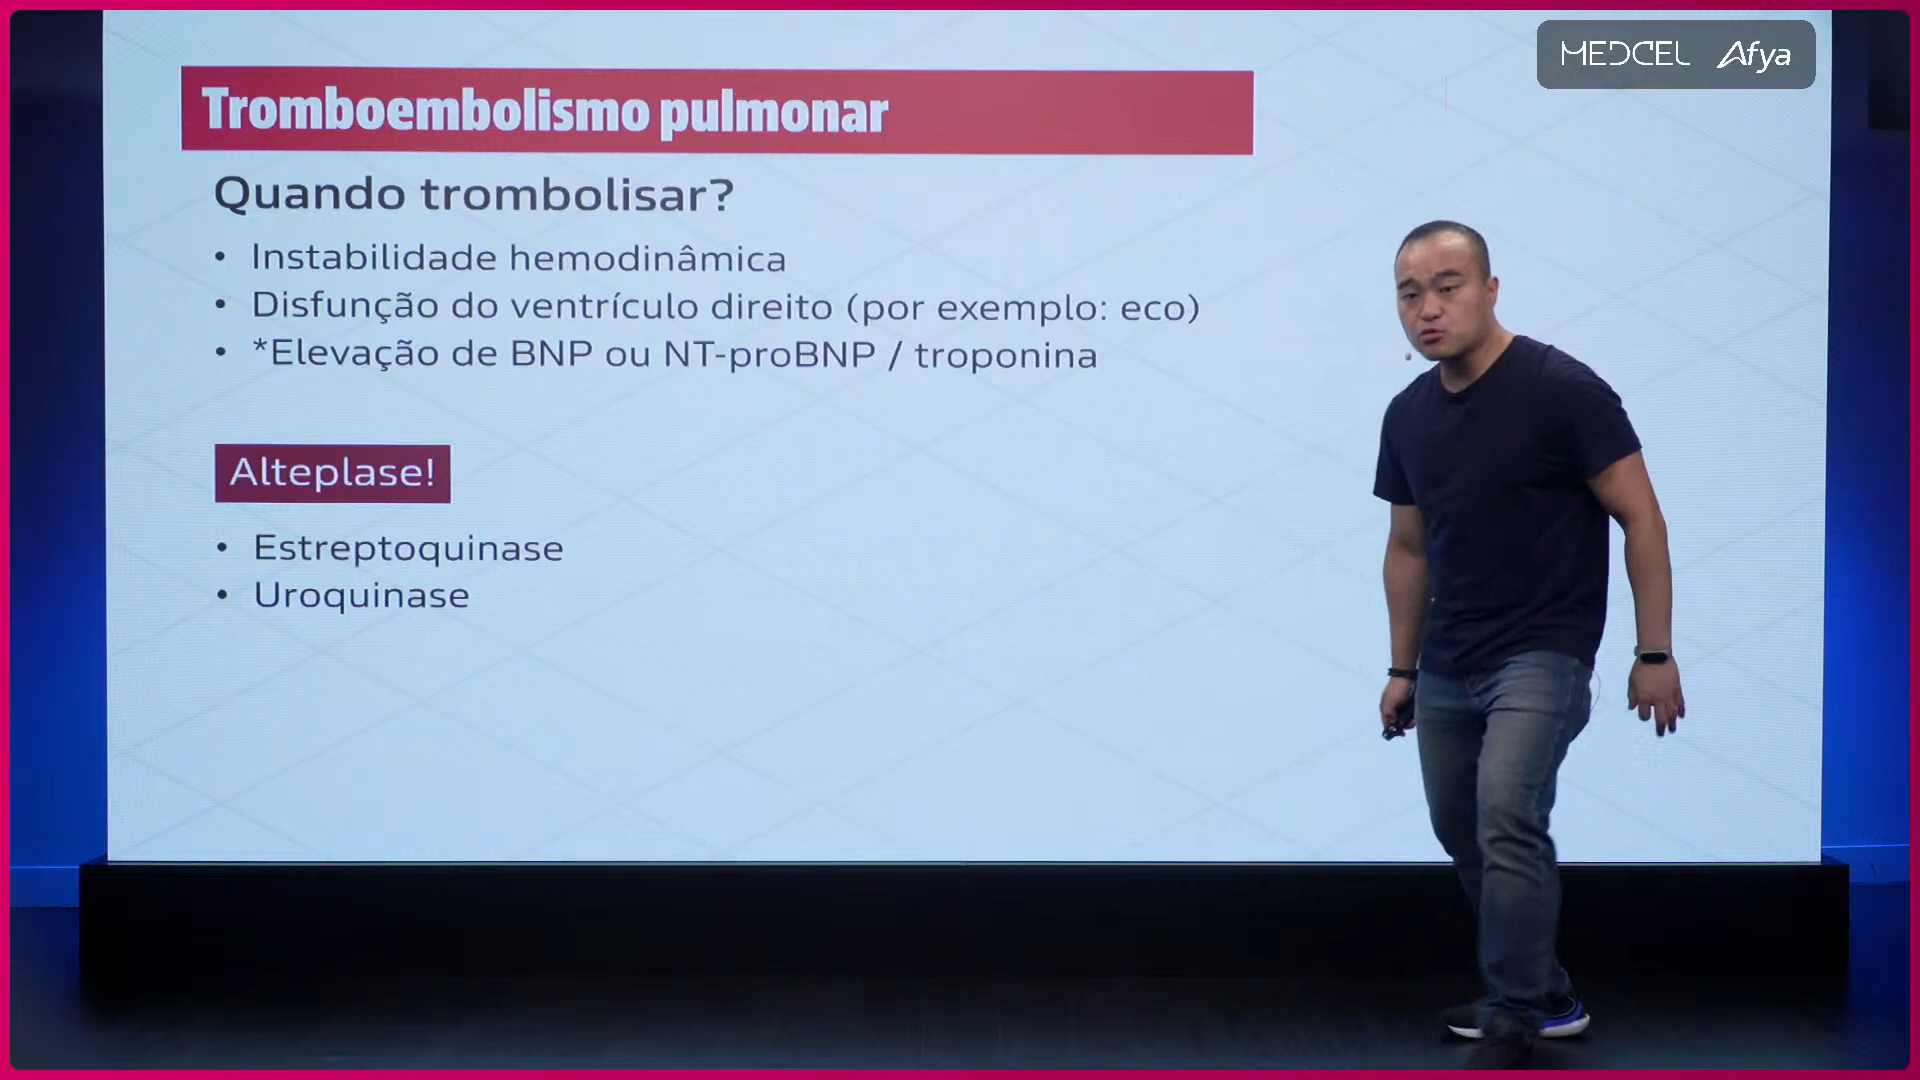 MEDCEL Afya
Tromboembolismo pulmonar
Quando trombolisar?
• Instabilidade hemodinâmica
• Disfunção do ventrículo direito (por exemplo: eco)
• *Elevação de BNP ou NT-proBNP / troponina
Alteplase!
• Estreptoquinase
• Uroquinase